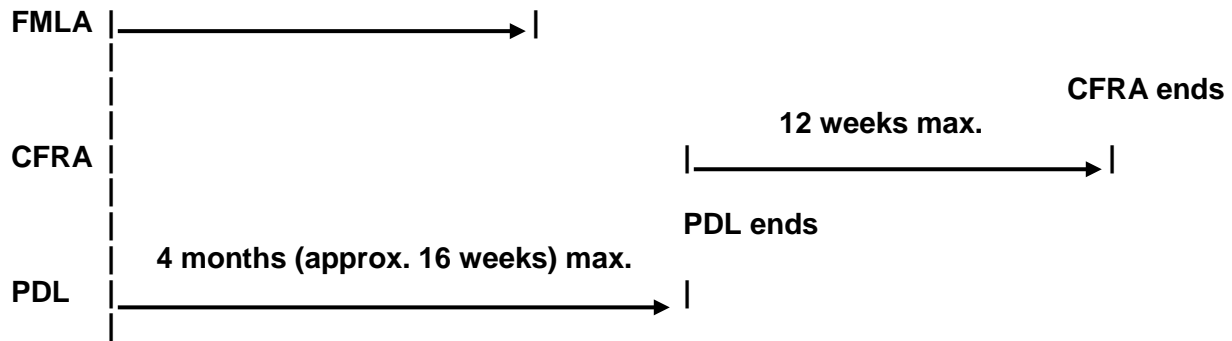 FMLA
CFRA ends
12 weeks max.
CFRA
PDL ends
4 months (approx. 16 weeks) max.
PDL